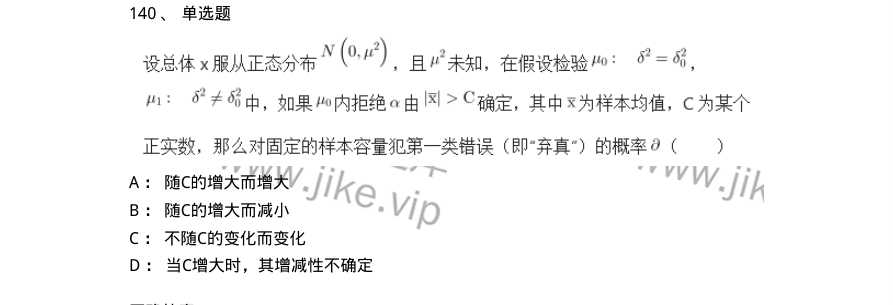 140 、 单选题
设总体 x 服从正态分布 N(0,μ²)，且 μ² 未知，在假设检验 μ₀： δ²=δ₀²，
μ₁： δ²≠δ₀² 中，如果 μ₀ 内拒绝 α 由 |x̄|>C 确定，其中 x̄ 为样本均值，C 为某个
正实数，那么对固定的样本容量犯第一类错误（即“弃真”）的概率 ∂（ ）
A ： 随C的增大而增大
B ： 随C的增大而减小
C ： 不随C的变化而变化
D ： 当C增大时，其增减性不确定
www.jike.vip
www.jik